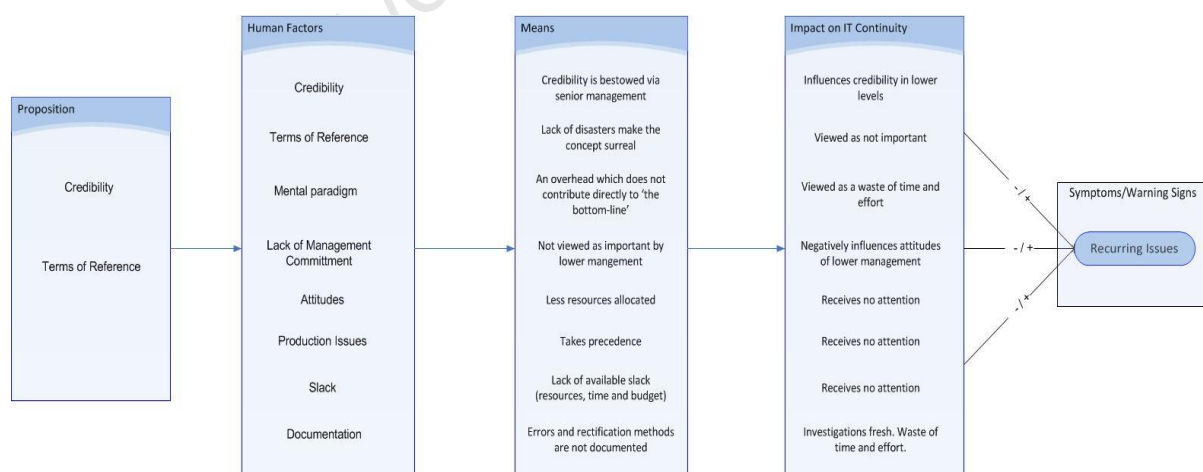 Proposition
Credibility
Terms of Reference
Human Factors
Credibility
Terms of Reference
Mental paradigm
Lack of Management
Committment
Attitudes
Production Issues
Slack
Documentation
Means
Credibility is bestowed via
senior management
Lack of disasters make the
concept surreal
An overhead which does not
contribute directly to 'the
bottom-line'
Not viewed as important by
lower mangement
Less resources allocated
Takes precedence
Lack of available slack
(resources, time and budget)
Errors and rectification methods
are not documented
Impact on IT Continuity
Influences credibility in lower
levels
Viewed as not important
Viewed as a waste of time and
effort
Negatively influences attitudes
of lower management
Receives no attention
Receives no attention
Receives no attention
Investigations fresh. Waste of
time and effort.
- / +
- / +
- / +
Symptoms/Warning Signs
Recurring Issues